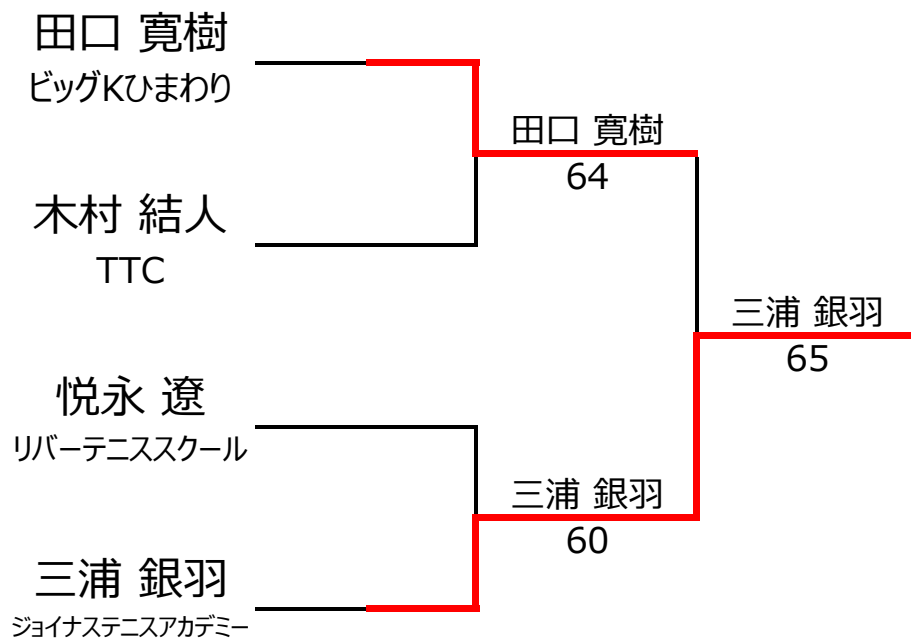 田口 寛樹
ビッグKひまわり
田口 寛樹
64
木村 結人
TTC
三浦 銀羽
65
悦永 遼
リバーテニススクール
三浦 銀羽
60
三浦 銀羽
ジョイナステニスアカデミー